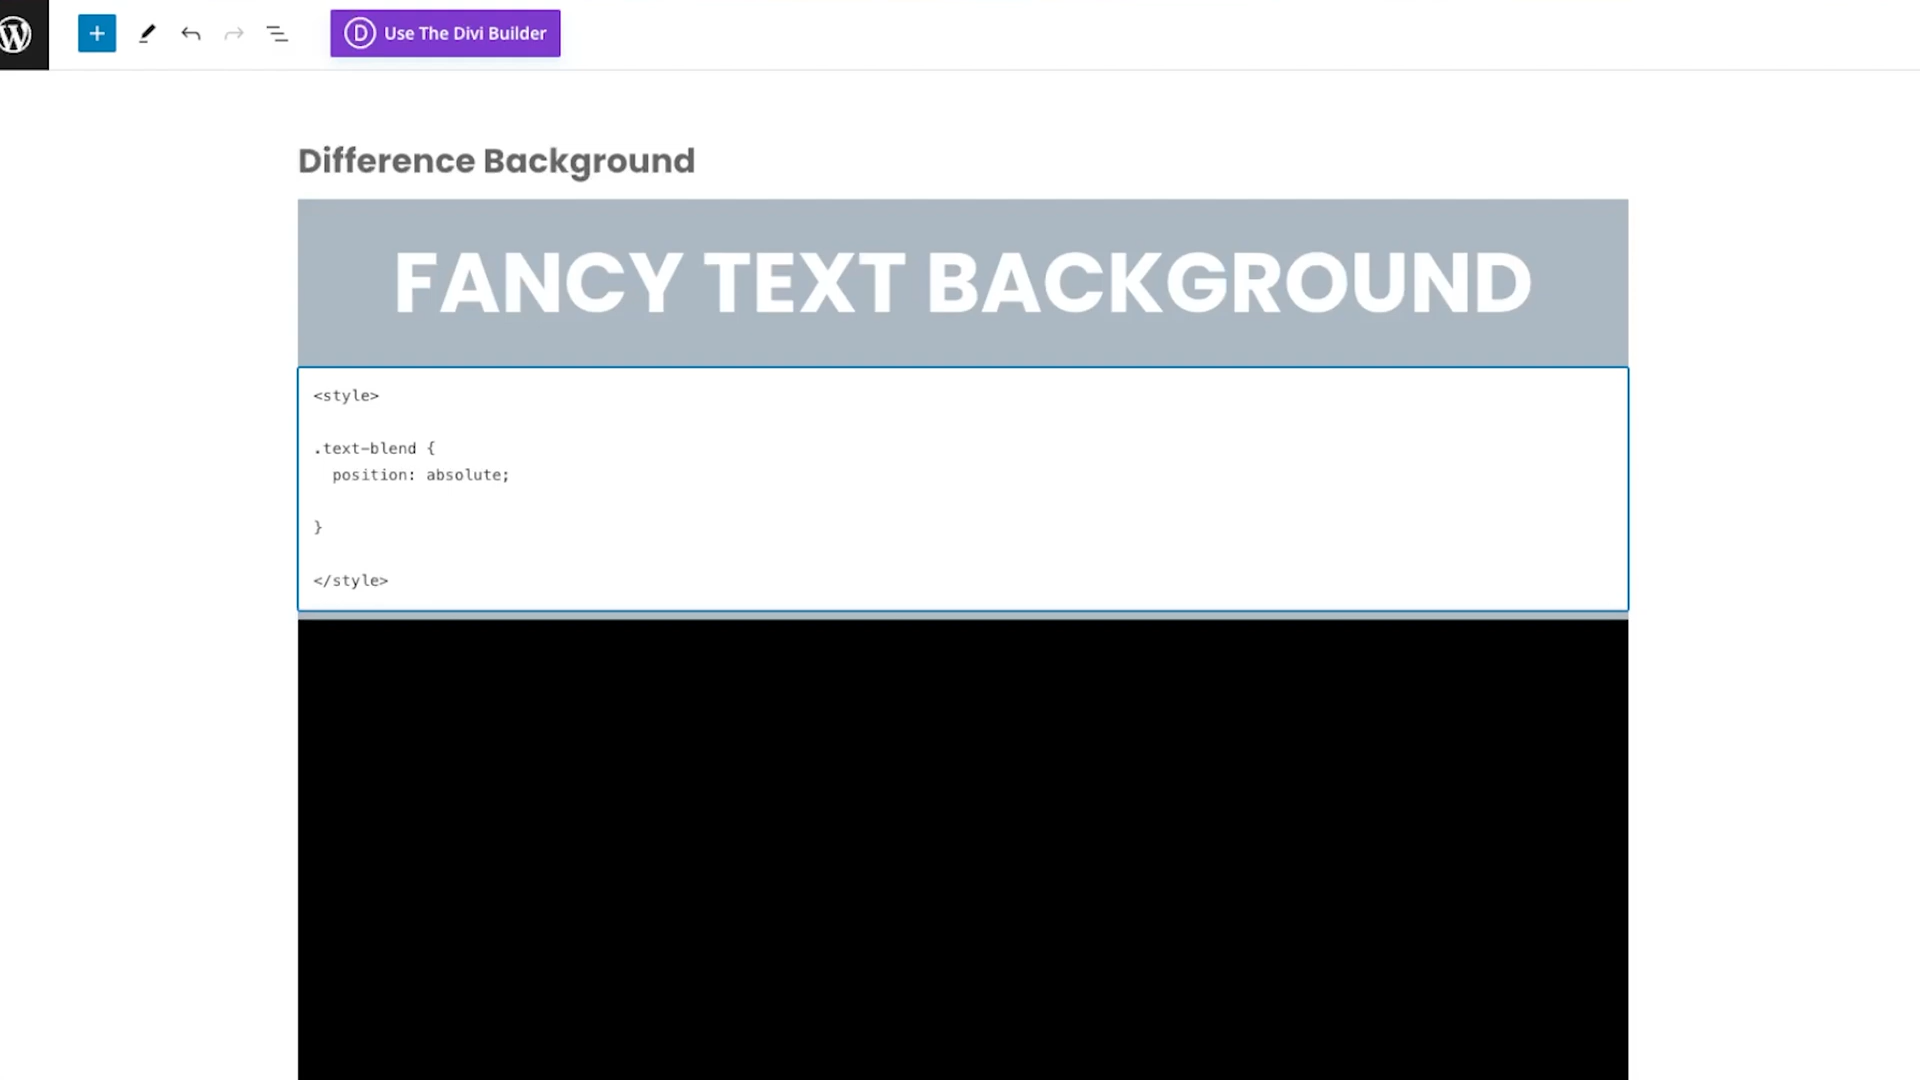 Use The Divi Builder
Difference Background
FANCY TEXT BACKGROUND
<style>
.text-blend {
  position: absolute;
}
</style>